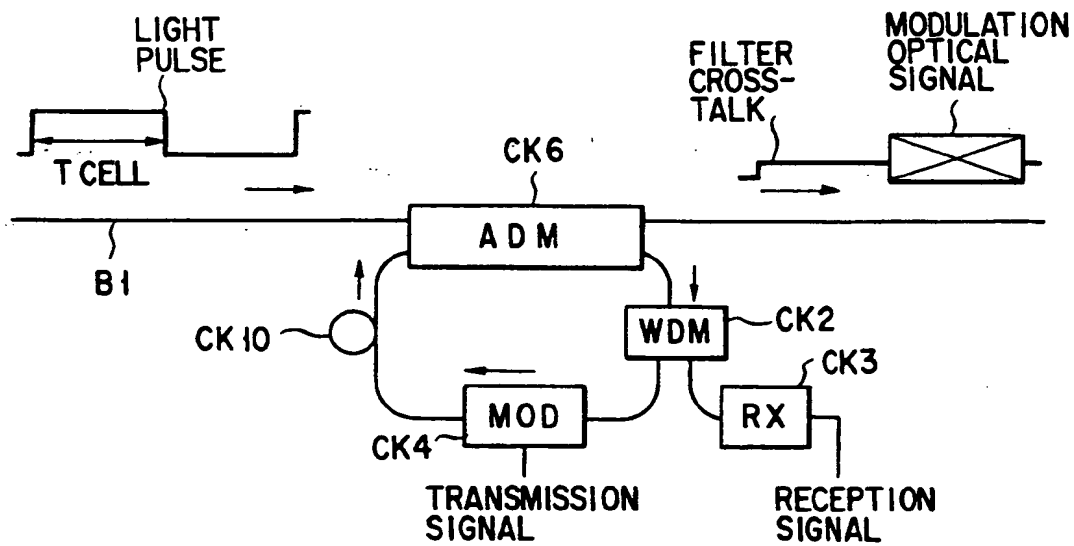 LIGHT
PULSE
T CELL
FILTER
CROSS-
TALK
MODULATION
OPTICAL
SIGNAL
CK6
ADM
B1
CK10
WDM
CK2
CK3
MOD
RX
CK4
TRANSMISSION
SIGNAL
RECEPTION
SIGNAL